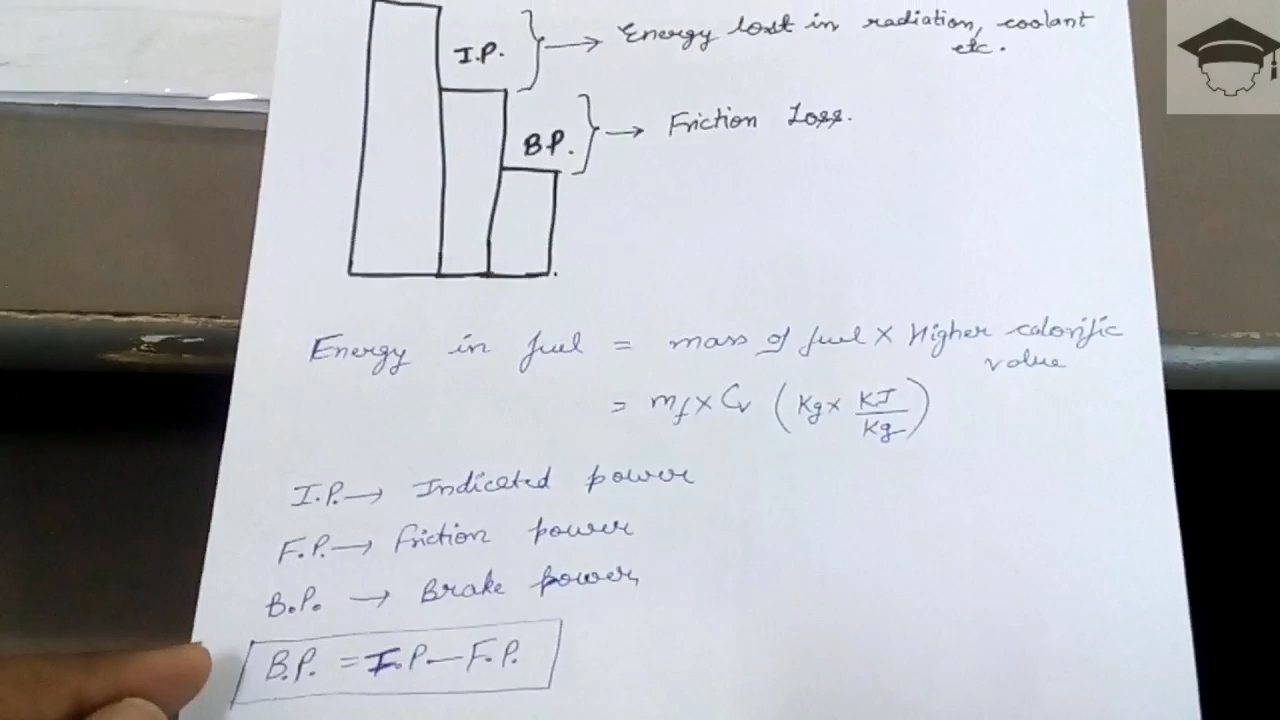 I.P. → Energy lost in radiation, coolant
etc.
B.P. → Friction Loss.
Energy in fuel = mass of fuel × Higher calorific
value
= mf × Cv (Kg × KJ/Kg)
I.P. → Indicated power
F.P. → Friction power
B.P. → Brake power,
B.P. = I.P – F.P.